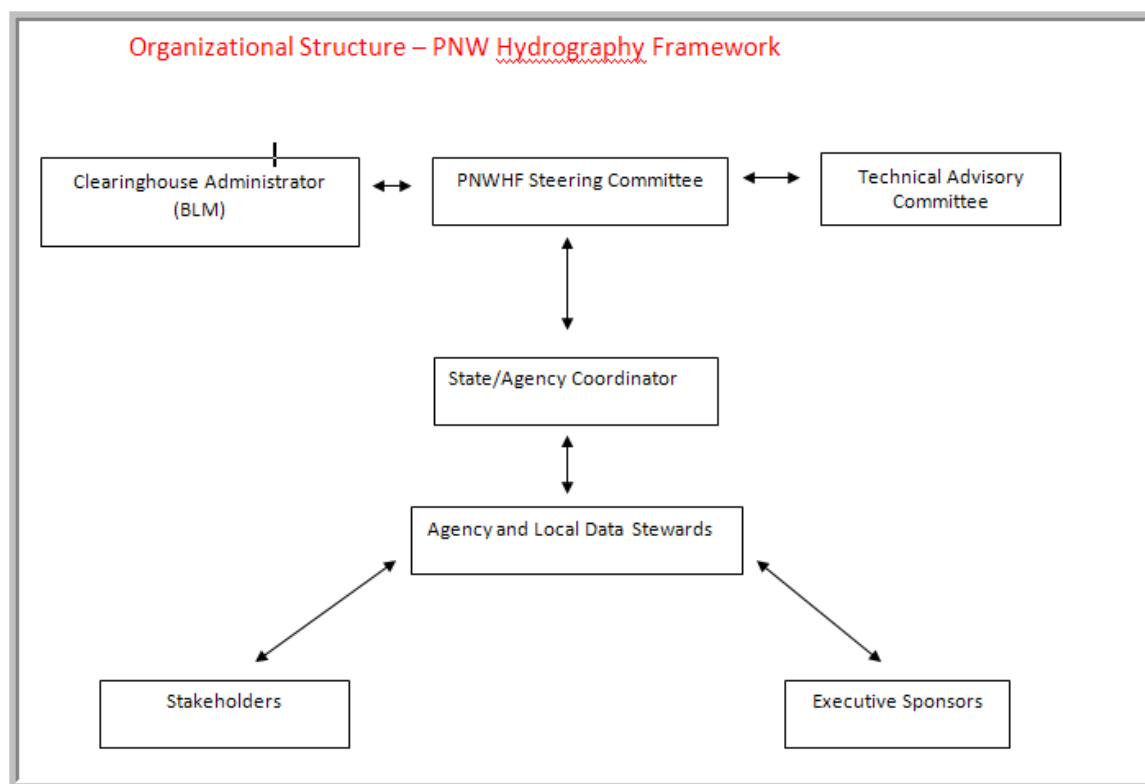 Organizational Structure – PNW Hydrography Framework
Clearinghouse Administrator
(BLM)
PNWHF Steering Committee
Technical Advisory
Committee
State/Agency Coordinator
Agency and Local Data Stewards
Stakeholders
Executive Sponsors